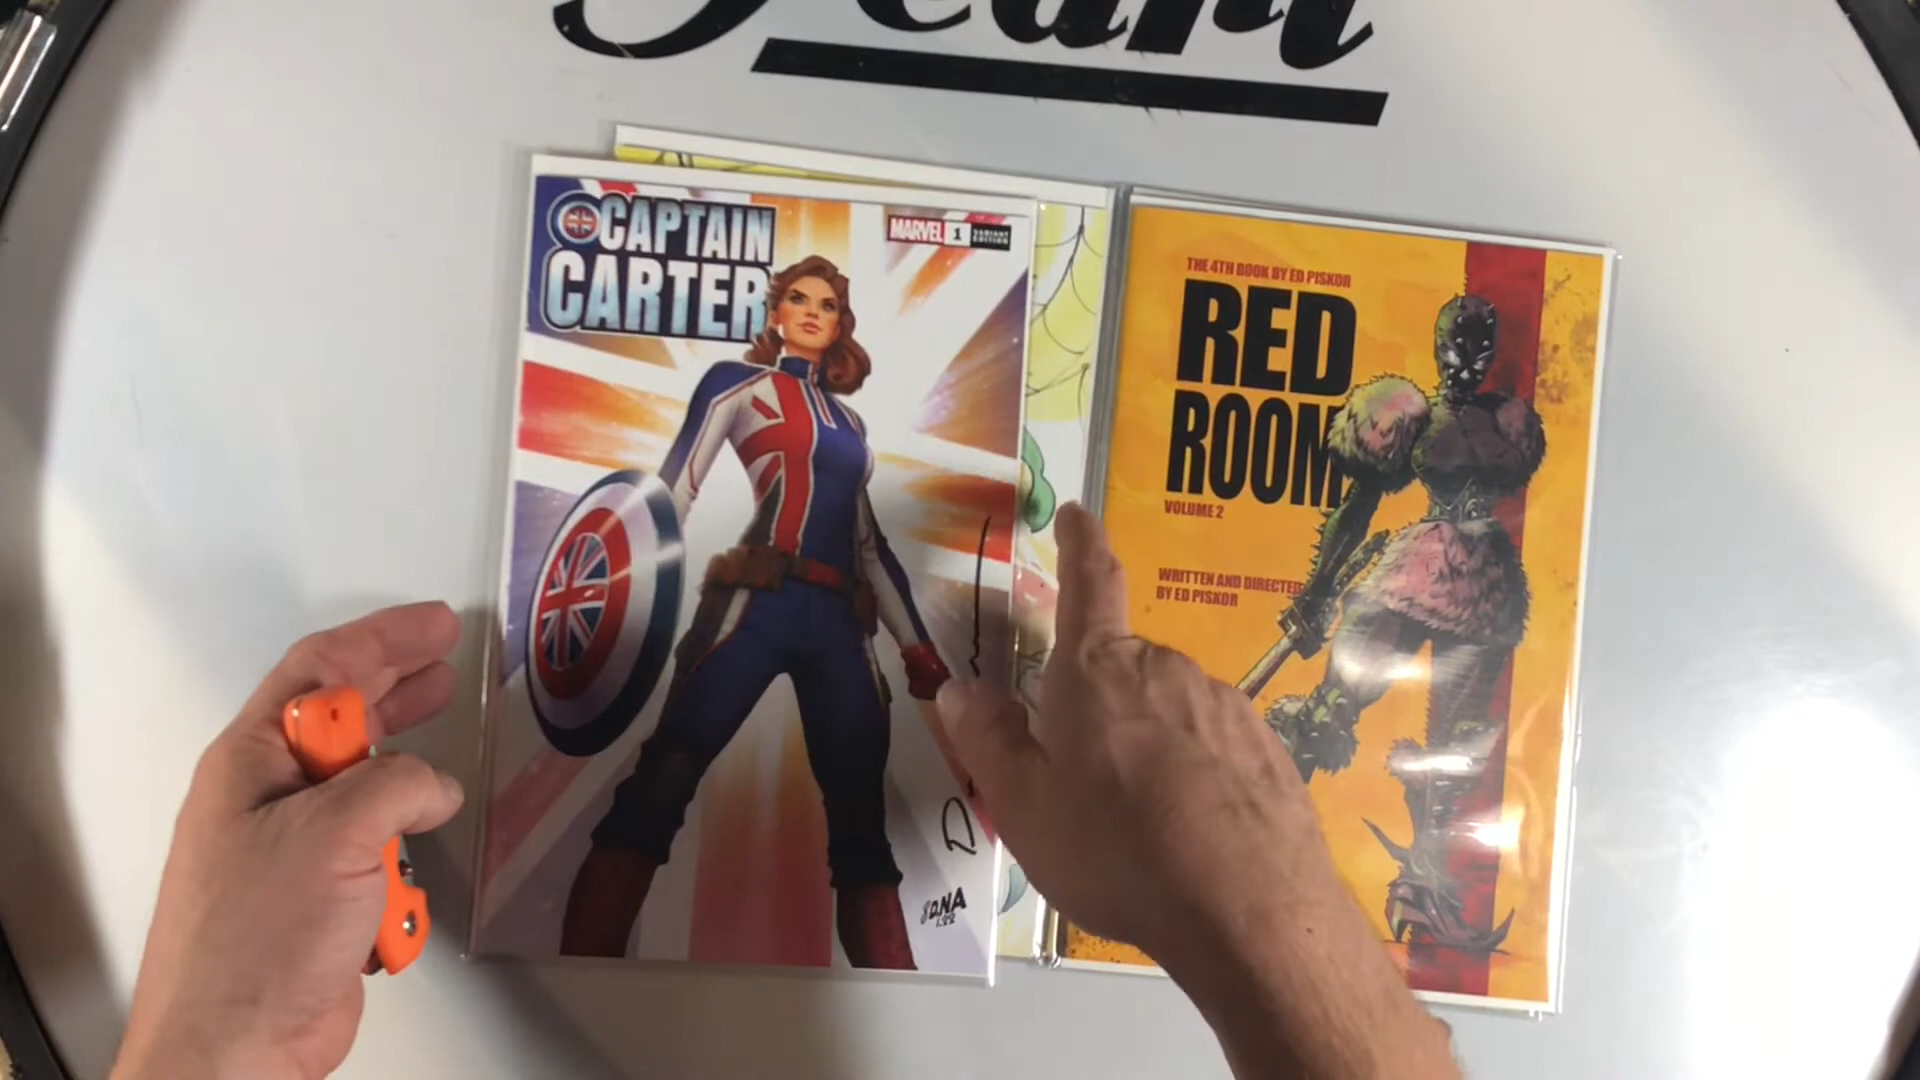 Pearl
CAPTAIN
CARTER
MARVEL 1 VARIANT
EDITION
THE 4TH BOOK BY ED PISKOR
RED
ROOM
VOLUME 2
WRITTEN AND DIRECTED
BY ED PISKOR